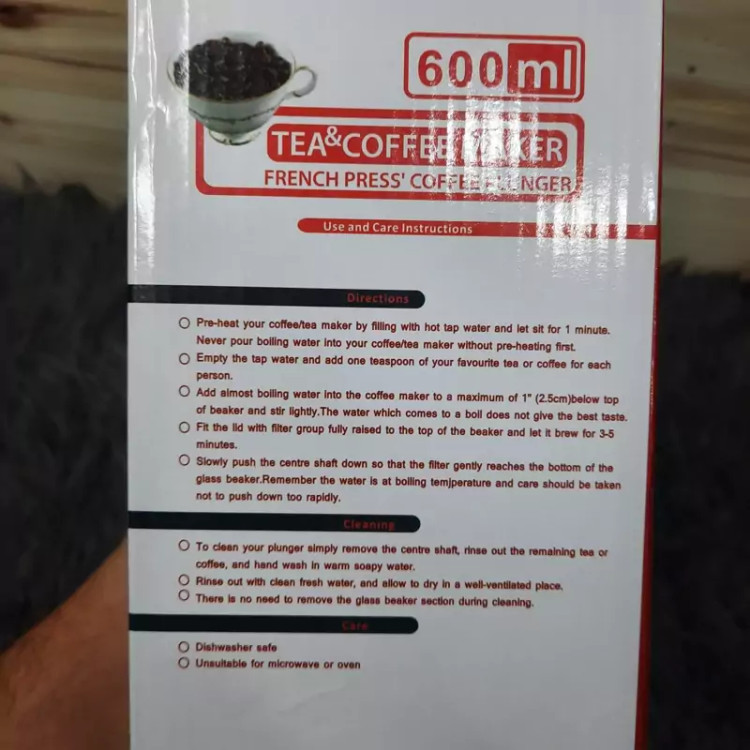 600ml
TEA&COFFEE MAKER
FRENCH PRESS' COFFEE PLUNGER
Use and Care Instructions
Directions
Pre-heat your coffee/tea maker by filling with hot tap water and let sit for 1 minute.
Never pour boiling water into your coffee/tea maker without pre-heating first.
Empty the tap water and add one teaspoon of your favourite tea or coffee for each
person.
Add almost boiling water into the coffee maker to a maximum of 1" (2.5cm)below top
of beaker and stir lightly.The water which comes to a boil does not give the best taste.
Fit the lid with filter group fully raised to the top of the beaker and let it brew for 3-5
minutes.
Slowly push the centre shaft down so that the filter gently reaches the bottom of the
glass beaker.Remember the water is at boiling temjperature and care should be taken
not to push down too rapidly.
Cleaning
To clean your plunger simply remove the centre shaft, rinse out the remaining tea or
coffee, and hand wash in warm soapy water.
Rinse out with clean fresh water, and allow to dry in a well-ventilated place.
There is no need to remove the glass beaker section during cleaning.
Care
Dishwasher safe
Unsuitable for microwave or oven